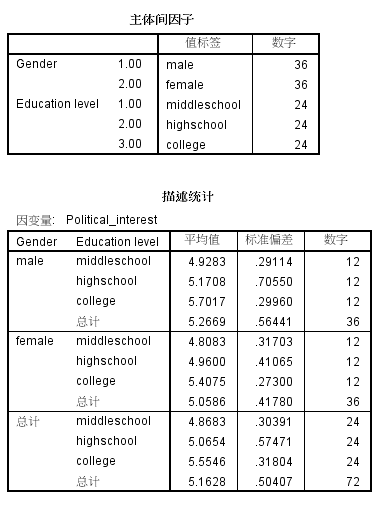 主体间因子
值标签 数字
Gender 1.00 male 36
2.00 female 36
Education level 1.00 middleschool 24
2.00 highschool 24
3.00 college 24
描述统计
因变量: Political_interest
Gender Education level 平均值 标准偏差 数字
male middleschool 4.9283 .29114 12
highschool 5.1708 .70550 12
college 5.7017 .29960 12
总计 5.2669 .56441 36
female middleschool 4.8083 .31703 12
highschool 4.9600 .41065 12
college 5.4075 .27300 12
总计 5.0586 .41780 36
总计 middleschool 4.8683 .30391 24
highschool 5.0654 .57471 24
college 5.5546 .31804 24
总计 5.1628 .50407 72